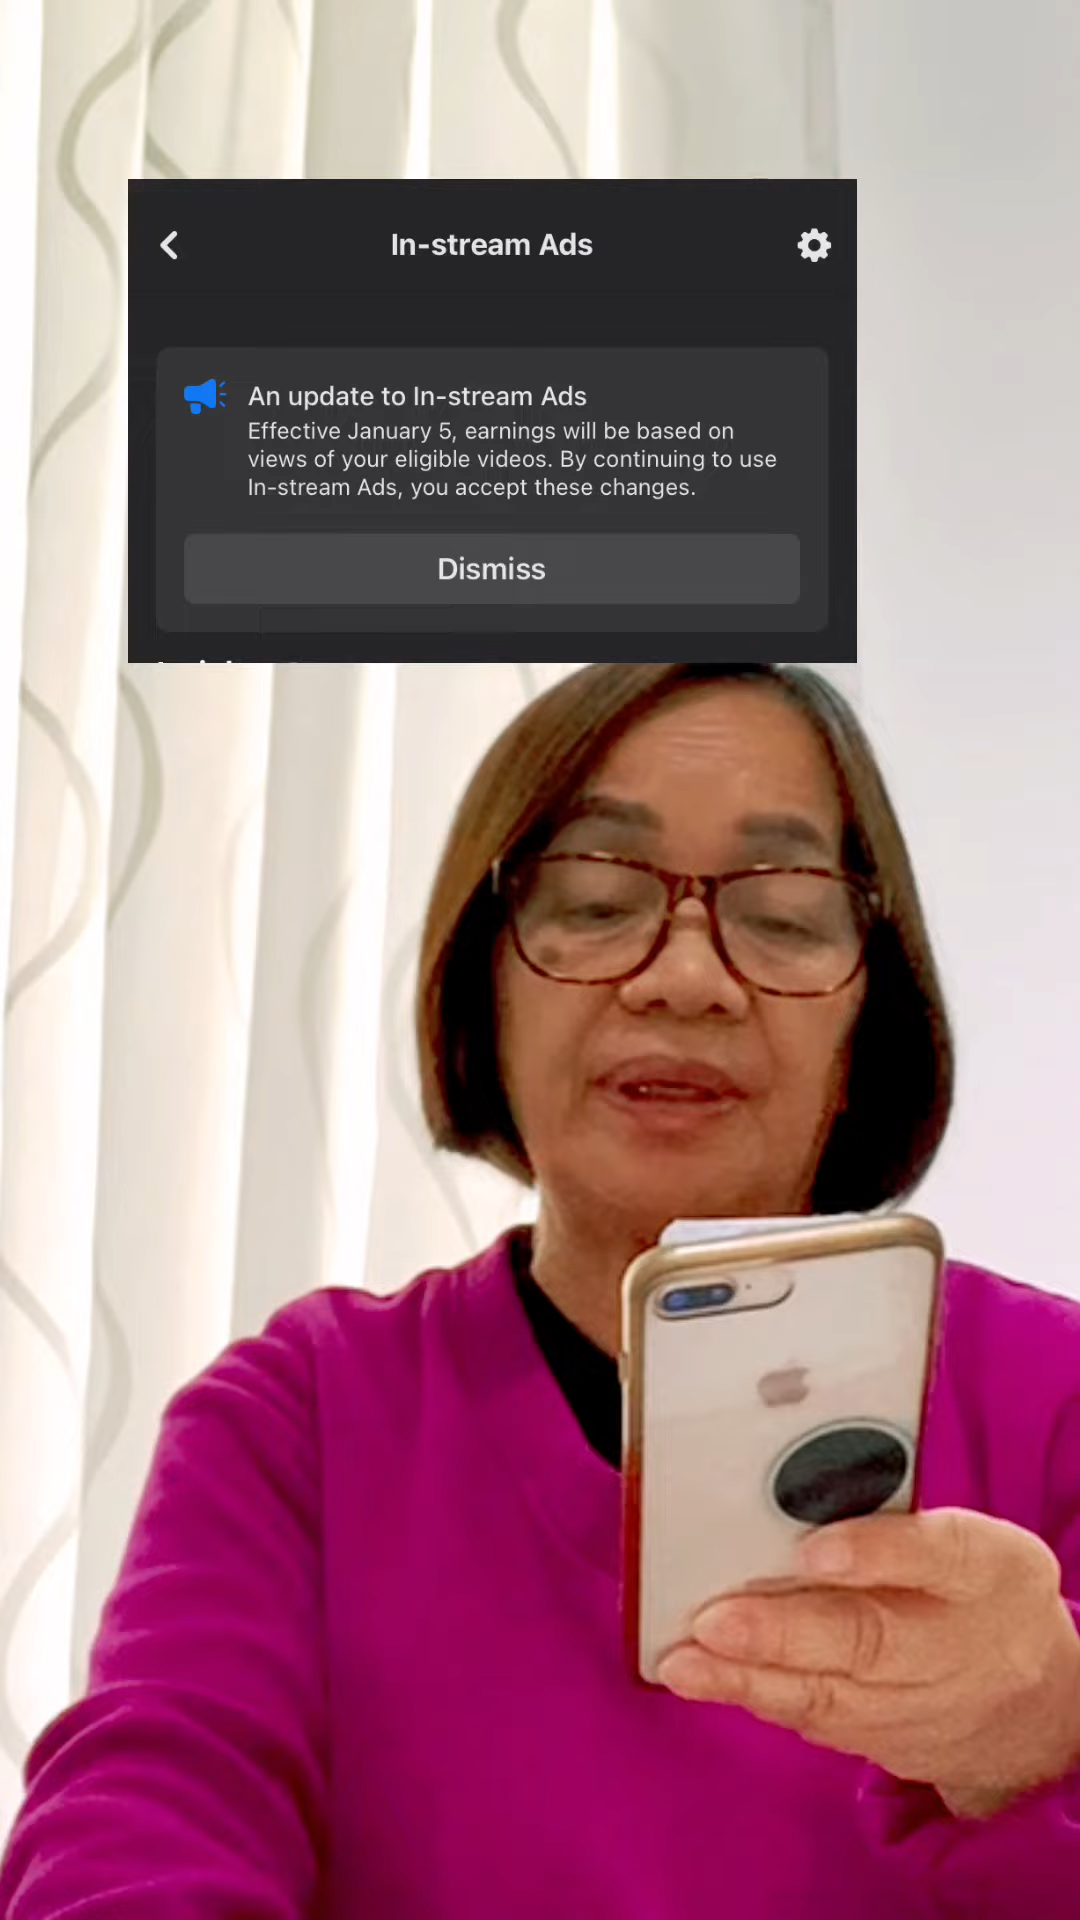 In-stream Ads
An update to In-stream Ads
Effective January 5, earnings will be based on
views of your eligible videos. By continuing to use
In-stream Ads, you accept these changes.
Dismiss